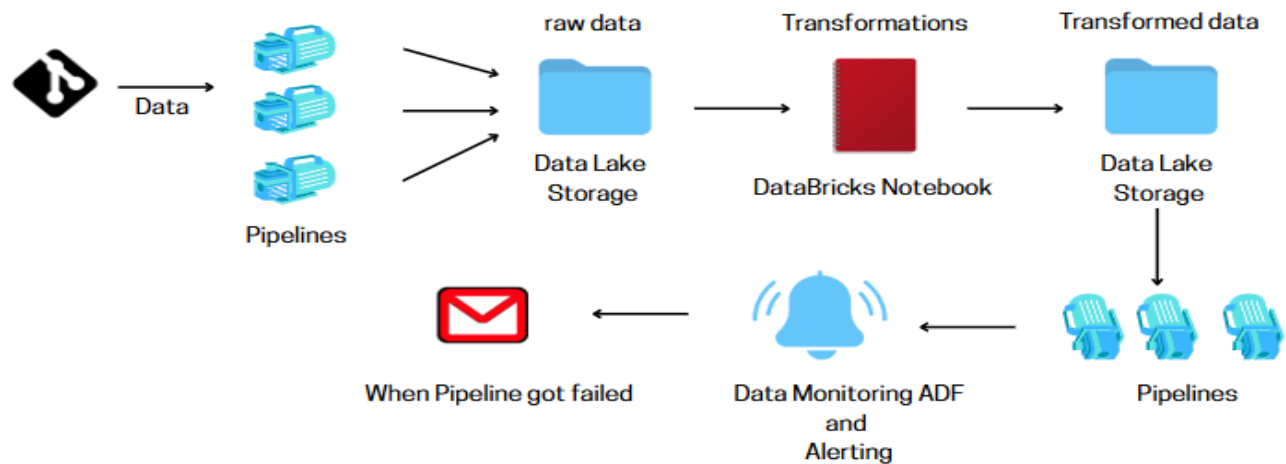 raw data
Transformations
Transformed data
Data
Data Lake
Storage
DataBricks Notebook
Data Lake
Storage
Pipelines
When Pipeline got failed
Data Monitoring ADF
and
Alerting
Pipelines